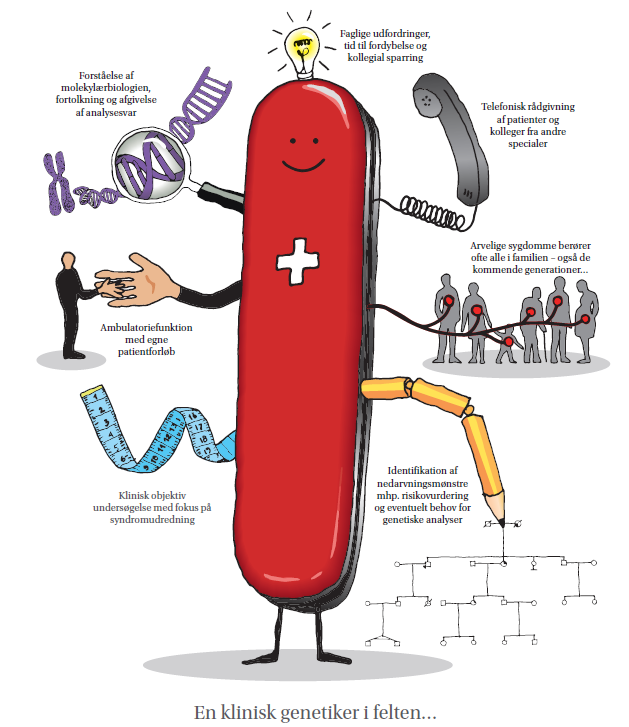 Faglige udfordringer,
tid til fordybelse og
kollegial sparring
Forståelse af
molekylærbiologien,
fortolkning og afgivelse
af analysesvar
Telefonisk rådgivning
af patienter og
kolleger fra andre
specialer
Arvelige sygdomme berører
ofte alle i familien – også de
kommende generationer...
Ambulatoriefunktion
med egne
patientforløb
Klinisk objektiv
undersøgelse med fokus på
syndromudredning
Identifikation af
nedarvningsmønstre
mhp. risikovurdering
og eventuelt behov for
genetiske analyser
En klinisk genetiker i felten...